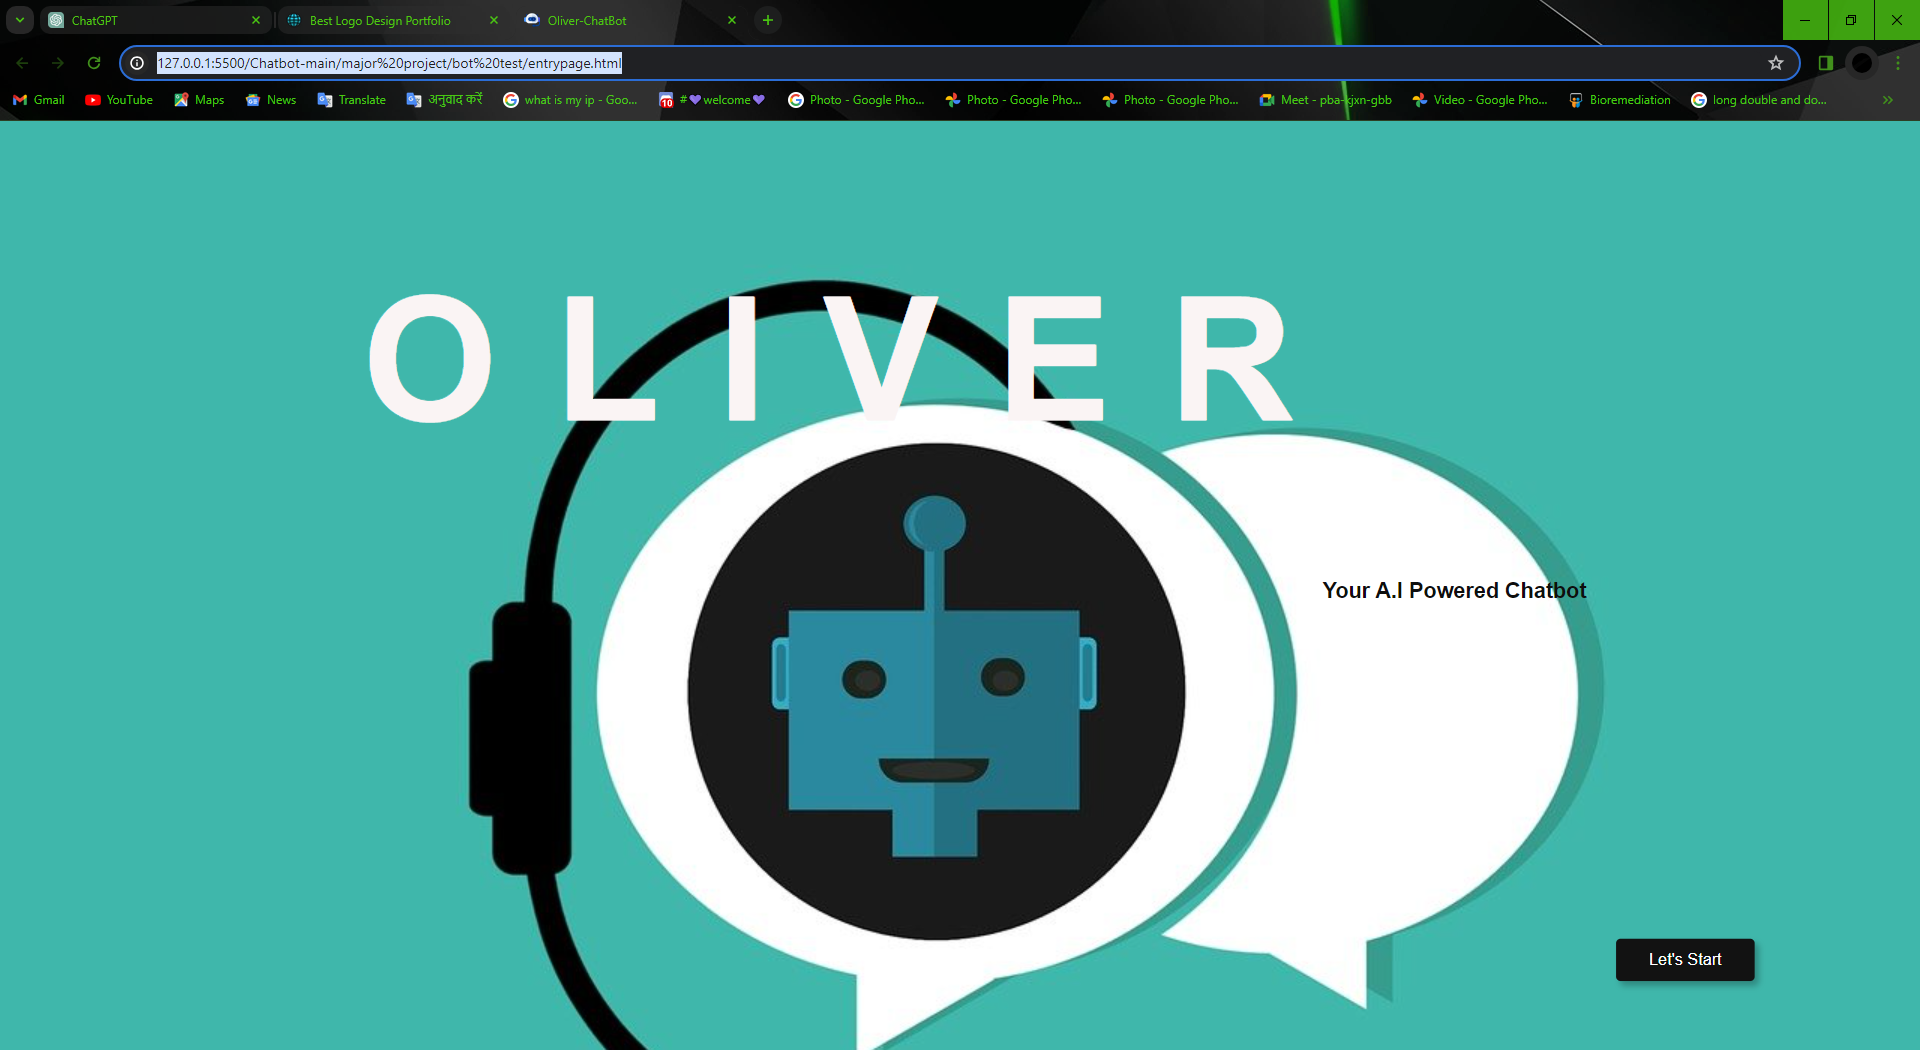 ChatGPT
Best Logo Design Portfolio
Oliver-ChatBot
127.0.0.1:5500/Chatbot-main/major%20project/bot%20test/entrypage.html
Gmail
YouTube
Maps
News
Translate
अनुवाद करें
what is my ip - Goo...
10
#💜welcome💜
Photo - Google Pho...
Photo - Google Pho...
Photo - Google Pho...
Meet - pba-kjxn-gbb
Video - Google Pho...
Bioremediation
long double and do...
OLIVER
Your A.I Powered Chatbot
Let's Start